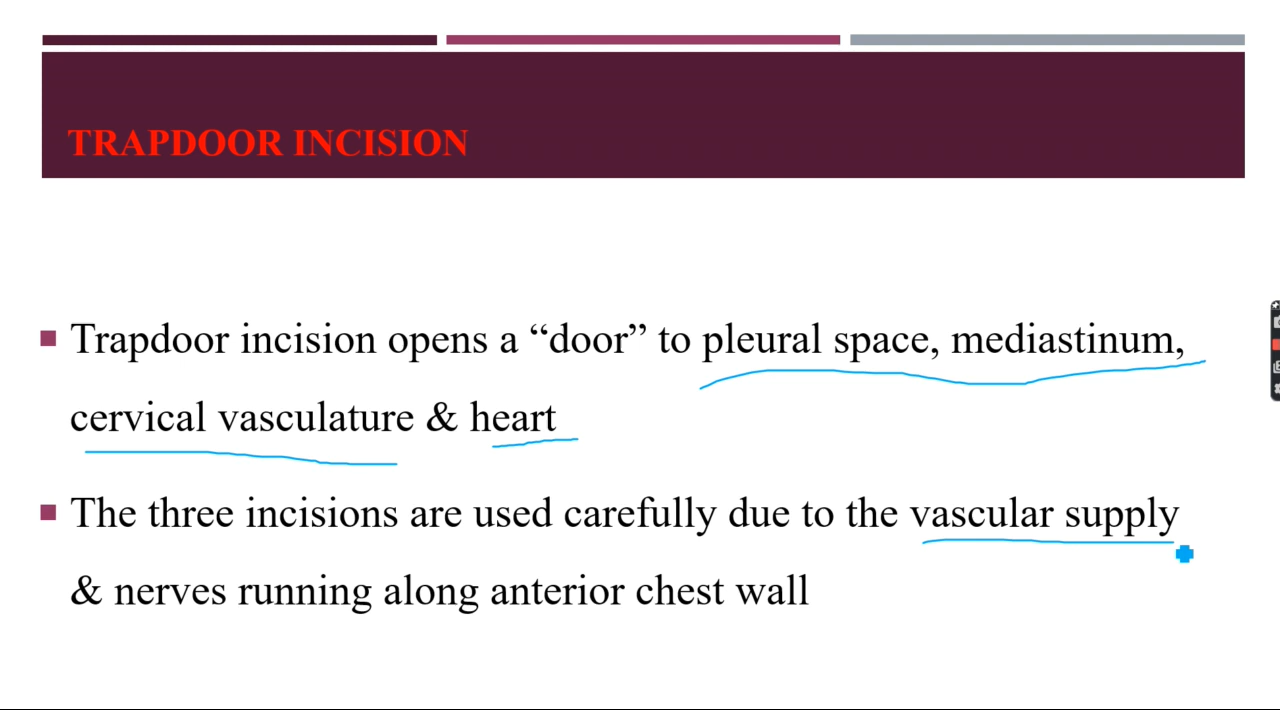 TRAPDOOR INCISION
Trapdoor incision opens a “door” to pleural space, mediastinum,
cervical vasculature & heart
The three incisions are used carefully due to the vascular supply
& nerves running along anterior chest wall